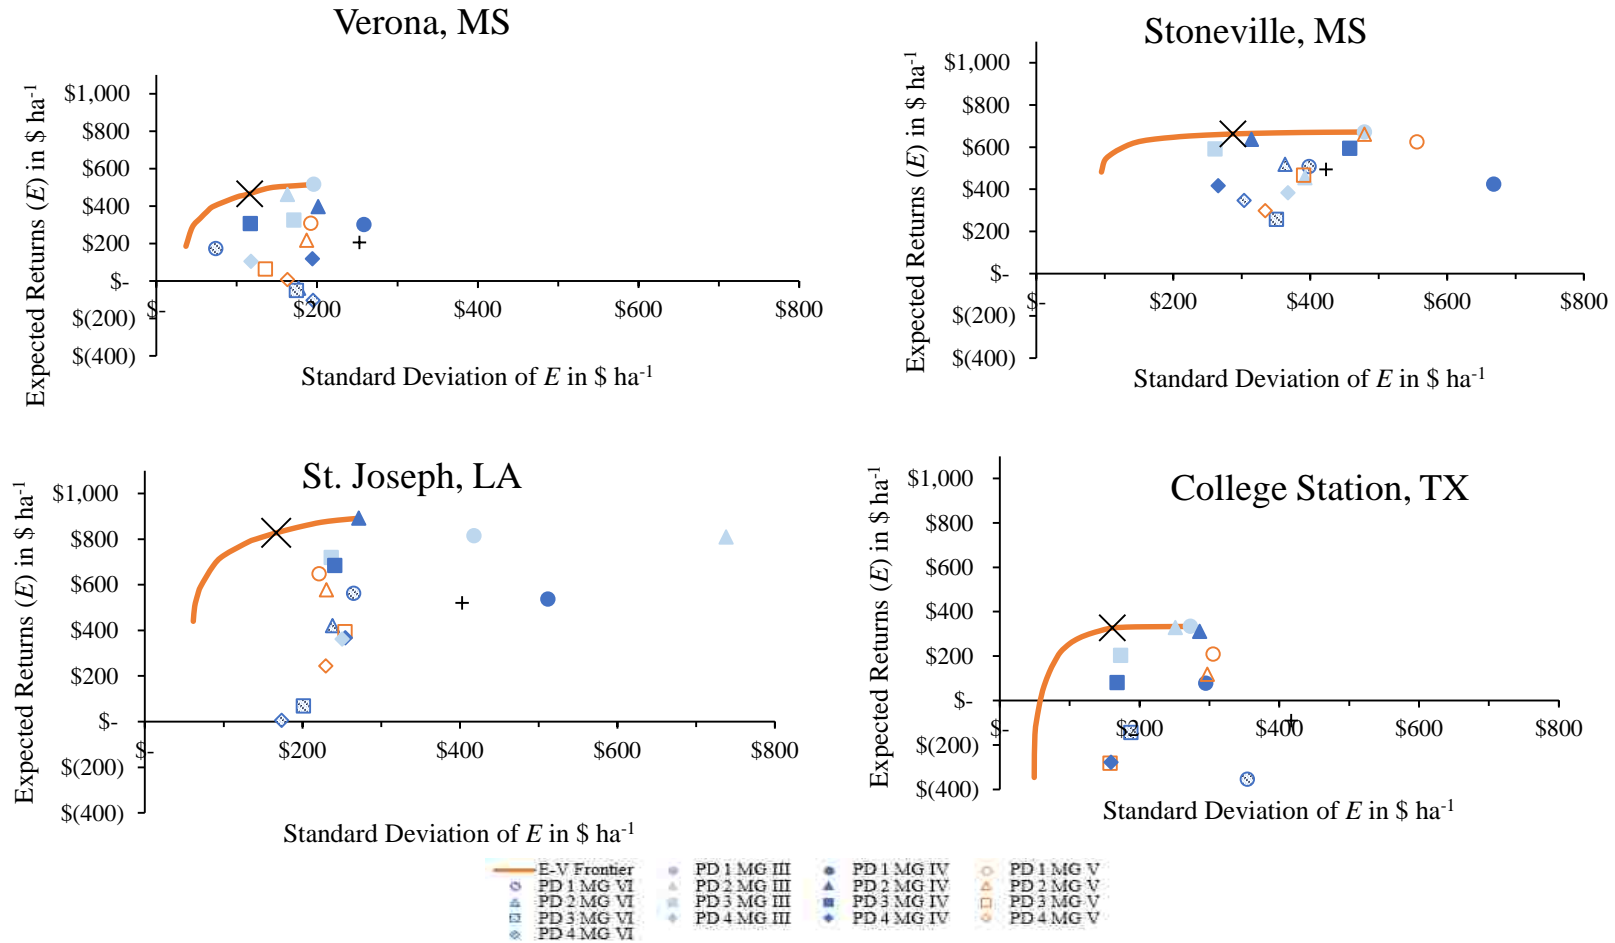 Verona, MS
Expected Returns (E) in $ ha-1
$1,000
$800
$600
$400
$200
$-
$(200)
$(400)
$-
$200
$400
$600
$800
Standard Deviation of E in $ ha-1
Stoneville, MS
Expected Returns (E) in $ ha-1
$1,000
$800
$600
$400
$200
$-
$(200)
$(400)
$-
$200
$400
$600
$800
Standard Deviation of E in $ ha-1
St. Joseph, LA
Expected Returns (E) in $ ha-1
$1,000
$800
$600
$400
$200
$-
$(200)
$(400)
$-
$200
$400
$600
$800
Standard Deviation of E in $ ha-1
College Station, TX
Expected Returns (E) in $ ha-1
$1,000
$800
$600
$400
$200
$-
$(200)
$(400)
$-
$200
$400
$600
$800
Standard Deviation of E in $ ha-1
E-V Frontier
PD 1 MG III
PD 1 MG IV
PD 1 MG V
PD 1 MG VI
PD 2 MG III
PD 2 MG IV
PD 2 MG V
PD 2 MG VI
PD 3 MG III
PD 3 MG IV
PD 3 MG V
PD 3 MG VI
PD 4 MG III
PD 4 MG IV
PD 4 MG V
PD 4 MG VI